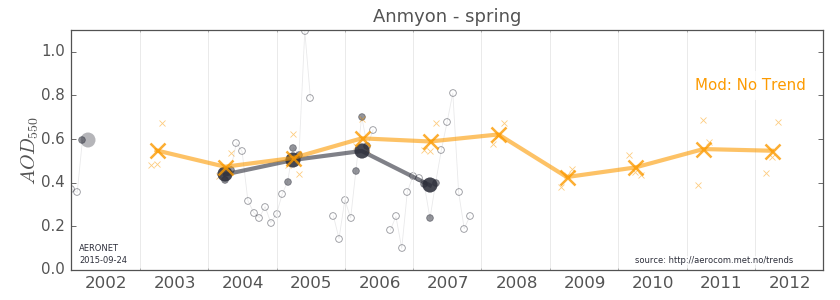 Anmyon - spring
1.0
0.8
0.6
0.4
0.2
0.0
AOD550
Mod: No Trend
AERONET
2015-09-24
source: http://aerocom.met.no/trends
2002 2003 2004 2005 2006 2007 2008 2009 2010 2011 2012